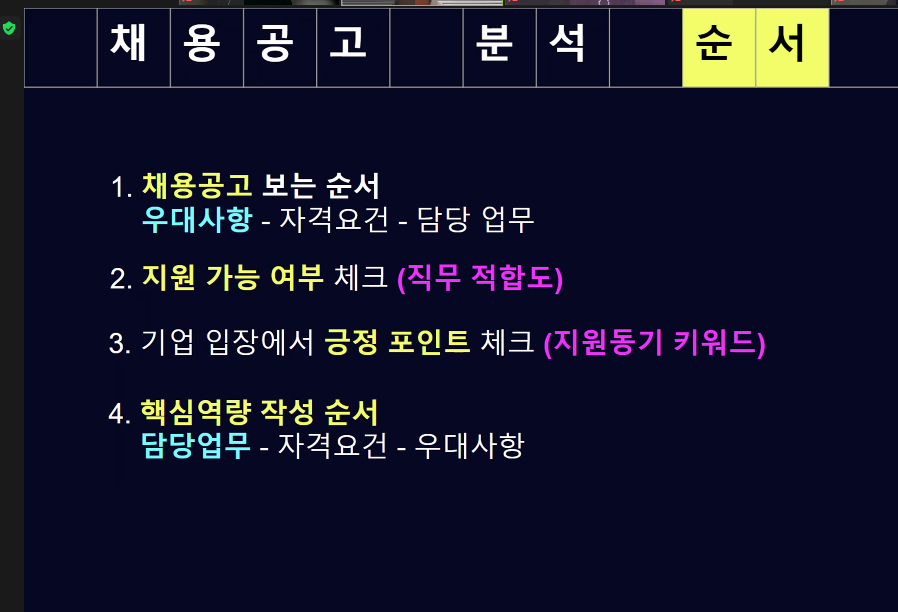 채용공고 분석 순서
1. 채용공고 보는 순서
우대사항 - 자격요건 - 담당 업무
2. 지원 가능 여부 체크 (직무 적합도)
3. 기업 입장에서 긍정 포인트 체크 (지원동기 키워드)
4. 핵심역량 작성 순서
담당업무 - 자격요건 - 우대사항